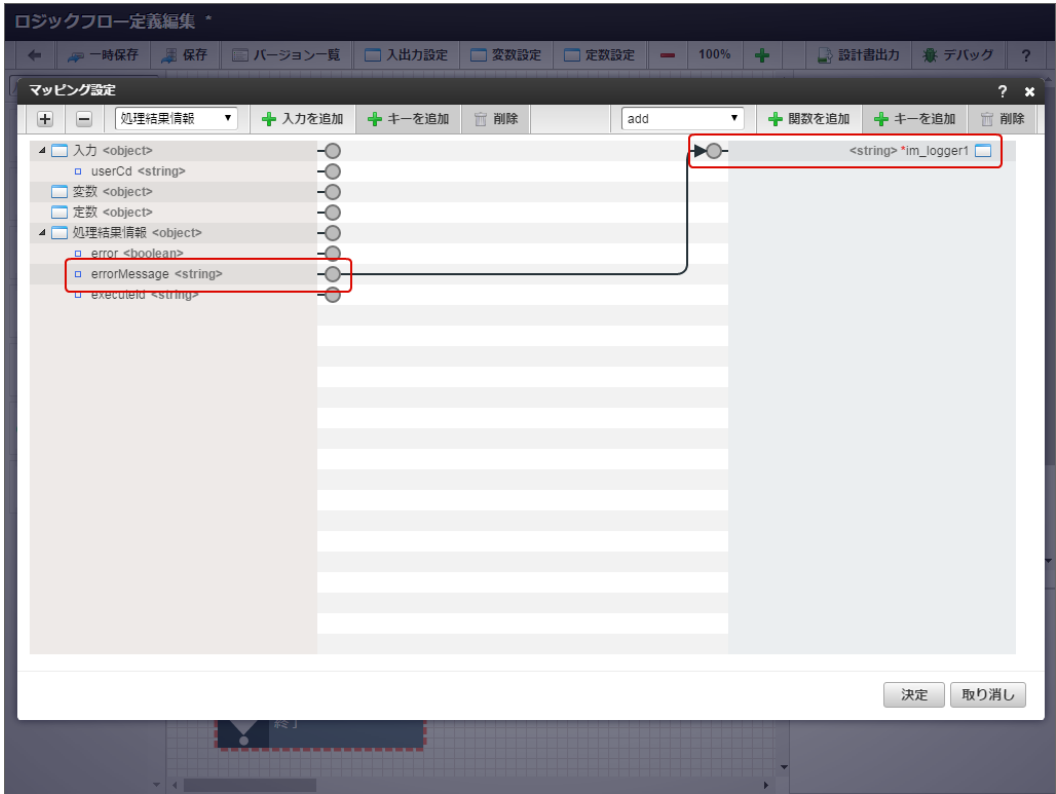 ロジックフロー定義編集 *
一時保存 保存 バージョン一覧 入出力設定 変数設定 定数設定 100% 設計書出力 デバッグ ?
マッピング設定 ?
処理結果情報 入力を追加 キーを追加 削除 add 関数を追加 キーを追加 削除
入力 <object>
<string> *im_logger1
userCd <string>
変数 <object>
定数 <object>
処理結果情報 <object>
error <boolean>
errorMessage <string>
executeId <string>
決定 取り消し
終了